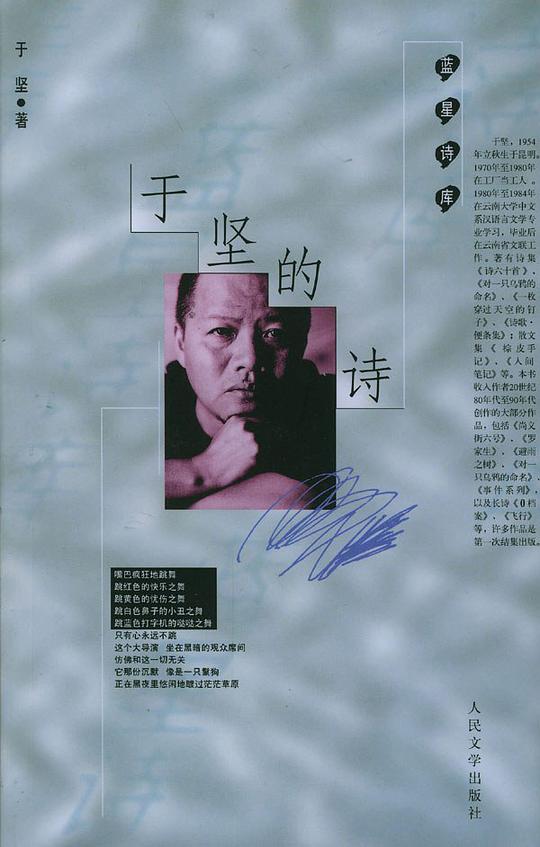 于坚●著
蓝星诗库
于坚的诗
于坚，1954
年立秋生于昆明。
1970年至1980年
在工厂当工人。
1980年至1984年
在云南大学中文
系汉语言文学专
业学习，毕业后
在云南省文联工
作。著有诗集
《诗六十首》、
《对一只乌鸦的
命名》、《一枚
穿过天空的钉
子》、《诗歌·
便条集》；散文
集《棕皮手
记》、《人间
笔记》等。本书
收入作者20世纪
80年代至90年代
创作的大部分作
品，包括《尚义
街六号》、《罗
家生》、《避雨
之树》、《对一
只乌鸦的命名》、
《事件系列》，
以及长诗《0档
案》、《飞行》
等，许多作品是
第一次结集出版。
嘴巴疯狂地跳舞
跳红色的快乐之舞
跳黄色的忧伤之舞
跳白色鼻子的小丑之舞
跳蓝色打字机的哒哒之舞
只有心永远不跳
这个大导演 坐在黑暗的观众席间
仿佛和这一切无关
它那份沉默 像是一只鬣狗
正在黑夜里悠闲地踱过茫茫草原
人民文学出版社